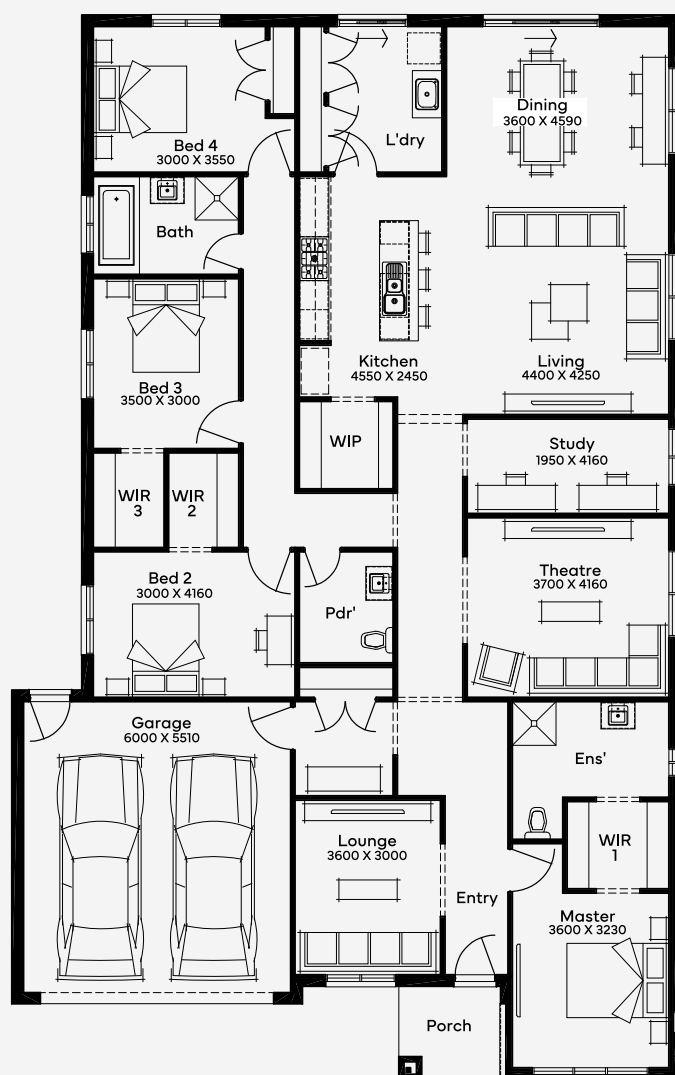 Bed 4
3000 X 3550
L'dry
Dining
3600 X 4590
Bath
Bed 3
3500 X 3000
Kitchen
4550 X 2450
Living
4400 X 4250
WIP
Study
1950 X 4160
WIR
3
WIR
2
Bed 2
3000 X 4160
Pdr'
Theatre
3700 X 4160
Garage
6000 X 5510
Ens'
Lounge
3600 X 3000
WIR
1
Entry
Master
3600 X 3230
Porch